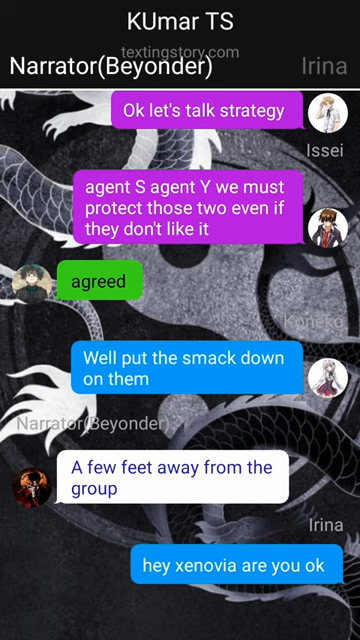 KUmar TS
textingstory.com
Narrator(Beyonder)
Irina
Ok let's talk strategy
Issei
agent S agent Y we must
protect those two even if
they don't like it
agreed
Well put the smack down
on them
Narrator(Beyonder)
A few feet away from the
group
Irina
hey xenovia are you ok